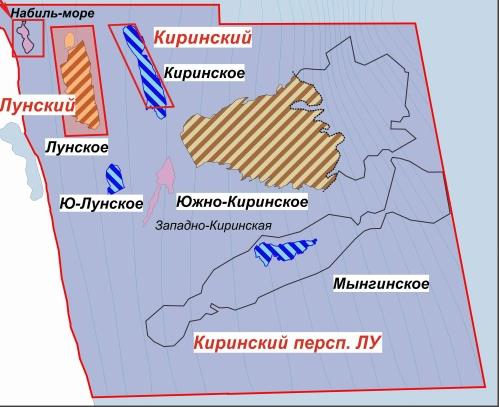 Набиль-море
Киринский
Киринское
Лунский
Лунское
Ю-Лунское
Южно-Киринское
Западно-Киринская
Мынгинское
Киринский персп. ЛУ